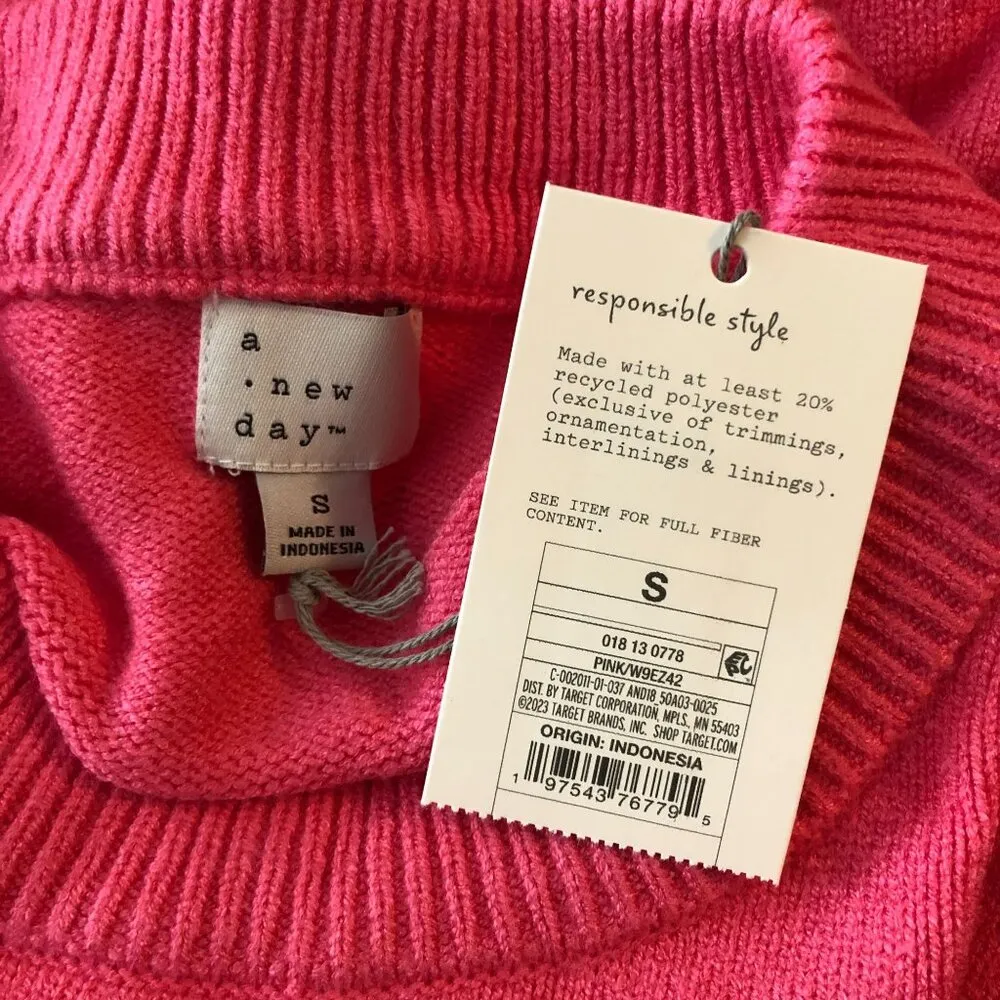 a
· new
day™
S
MADE IN
INDONESIA
responsible style
Made with at least 20%
recycled polyester
(exclusive of trimmings,
ornamentation,
interlinings & linings).
SEE ITEM FOR FULL FIBER
CONTENT.
S
018 13 0778
PINK/W9EZ42
C-002011-01-037 AND18_50A03-0025
DIST. BY TARGET CORPORATION, MPLS, MN 55403
©2023 TARGET BRANDS, INC. SHOP TARGET.COM
ORIGIN: INDONESIA
1 97543 76779 5